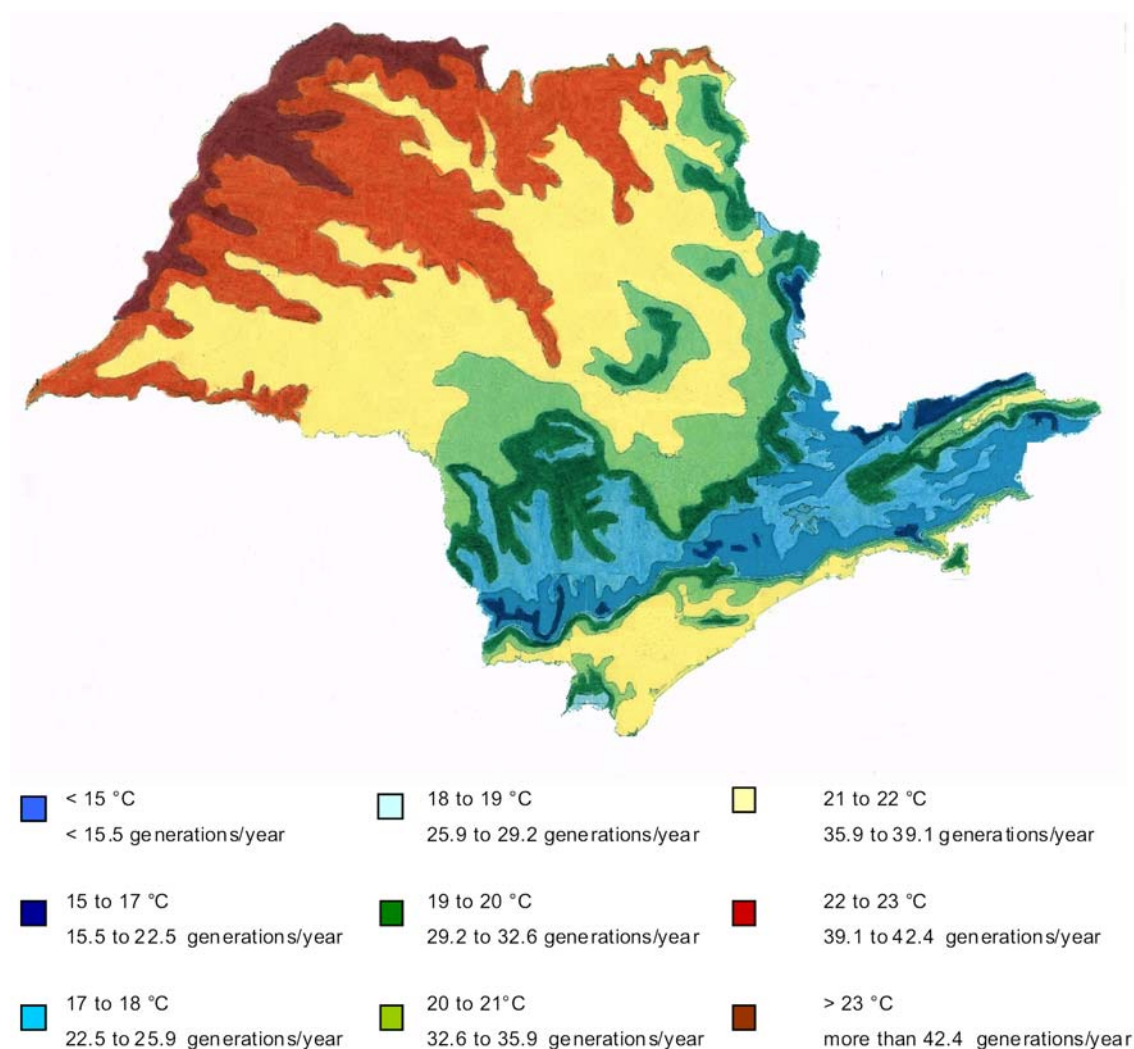 < 15 °C
< 15.5 generations/year
15 to 17 °C
15.5 to 22.5 generations/year
17 to 18 °C
22.5 to 25.9 generations/year
18 to 19 °C
25.9 to 29.2 generations/year
19 to 20 °C
29.2 to 32.6 generations/year
20 to 21°C
32.6 to 35.9 generations/year
21 to 22 °C
35.9 to 39.1 generations/year
22 to 23 °C
39.1 to 42.4 generations/year
> 23 °C
more than 42.4 generations/year